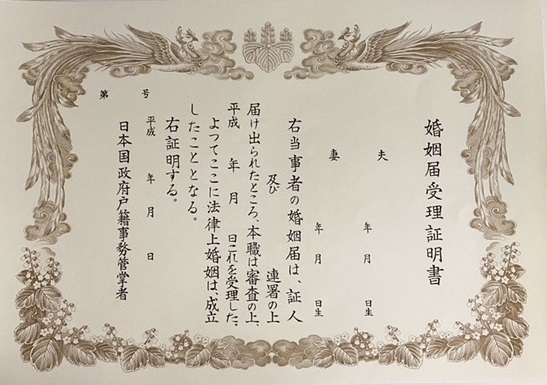 婚姻届受理証明書
夫 年 月 日生
妻 年 月 日生
右当事者の婚姻届は、証人
及び 連署の上
届け出られたところ、本職は審査の上、
平成 年 月 日これを受理した。
よつてここに法律上婚姻は、成立
したこととなる。
右証明する。
第 号
平成 年 月 日
日本国政府戸籍事務管掌者